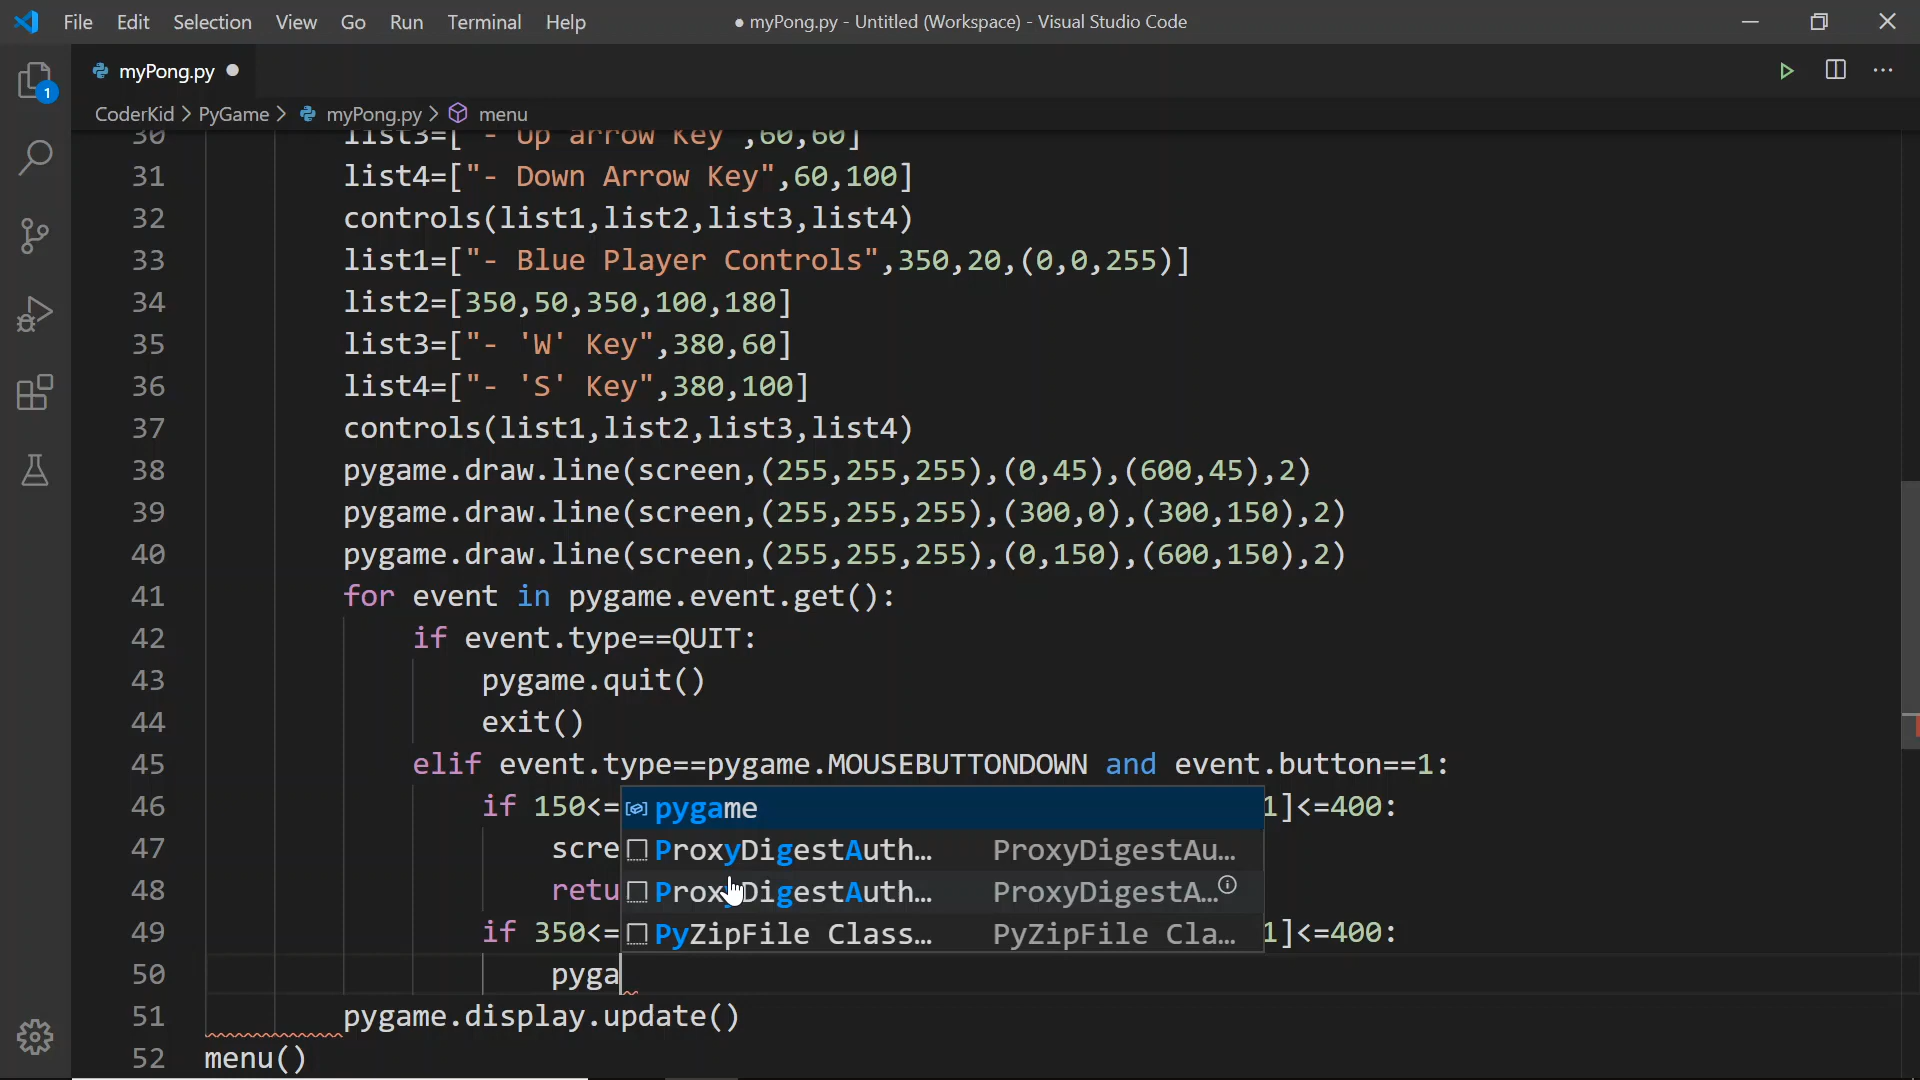 File Edit Selection View Go Run Terminal Help ● myPong.py - Untitled (Workspace) - Visual Studio Code
myPong.py
1
CoderKid > PyGame > myPong.py > menu
30 list3=["- Up arrow Key",60,60]
31 list4=["- Down Arrow Key",60,100]
32 controls(list1,list2,list3,list4)
33 list1=["- Blue Player Controls",350,20,(0,0,255)]
34 list2=[350,50,350,100,180]
35 list3=["- 'W' Key",380,60]
36 list4=["- 'S' Key",380,100]
37 controls(list1,list2,list3,list4)
38 pygame.draw.line(screen,(255,255,255),(0,45),(600,45),2)
39 pygame.draw.line(screen,(255,255,255),(300,0),(300,150),2)
40 pygame.draw.line(screen,(255,255,255),(0,150),(600,150),2)
41 for event in pygame.event.get():
42 if event.type==QUIT:
43 pygame.quit()
44 exit()
45 elif event.type==pygame.MOUSEBUTTONDOWN and event.button==1:
46 if 150<= pygame 1]<=400:
47 scre ProxyDigestAuth… ProxyDigestAu…
48 retu ProxyDigestAuth… ProxyDigestA…
49 if 350<= PyZipFile Class… PyZipFile Cla… 1]<=400:
50 pyga
51 pygame.display.update()
52 menu()